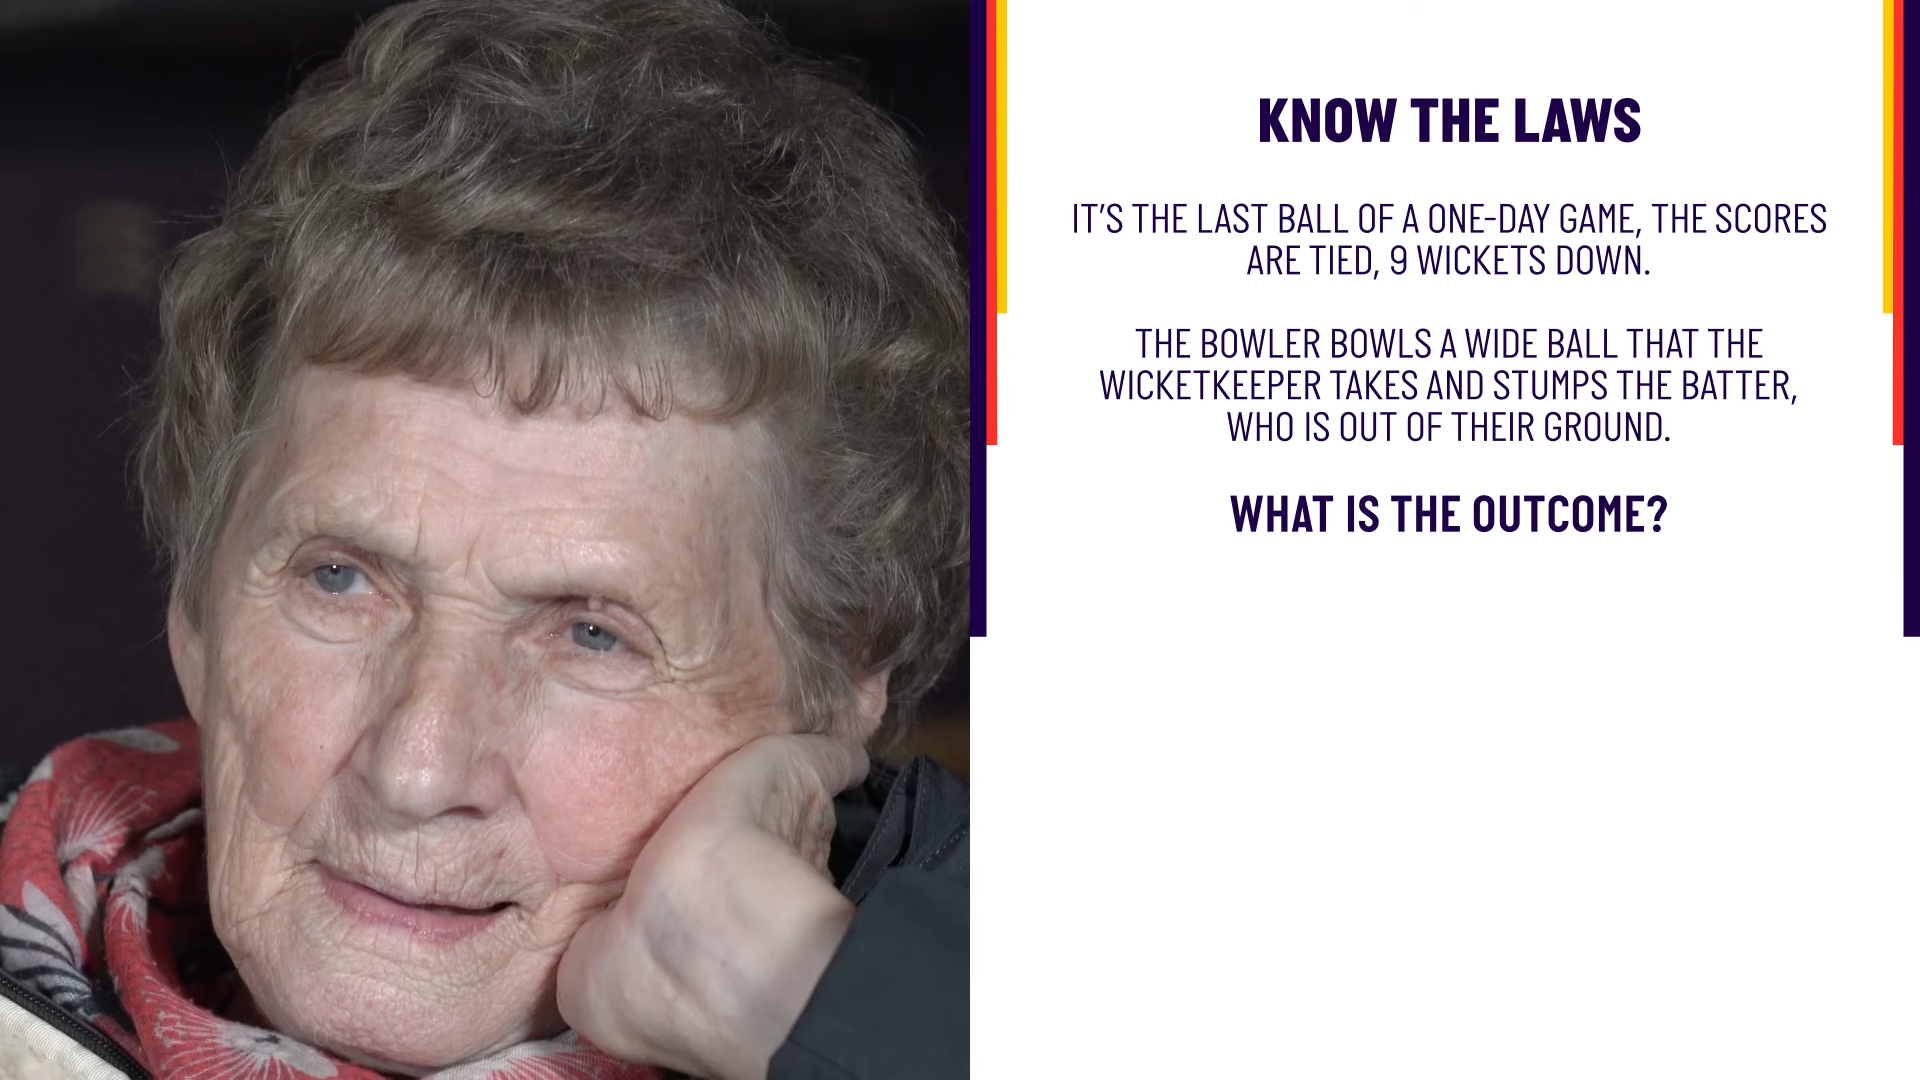 KNOW THE LAWS
IT’S THE LAST BALL OF A ONE-DAY GAME, THE SCORES
ARE TIED, 9 WICKETS DOWN.
THE BOWLER BOWLS A WIDE BALL THAT THE
WICKETKEEPER TAKES AND STUMPS THE BATTER,
WHO IS OUT OF THEIR GROUND.
WHAT IS THE OUTCOME?